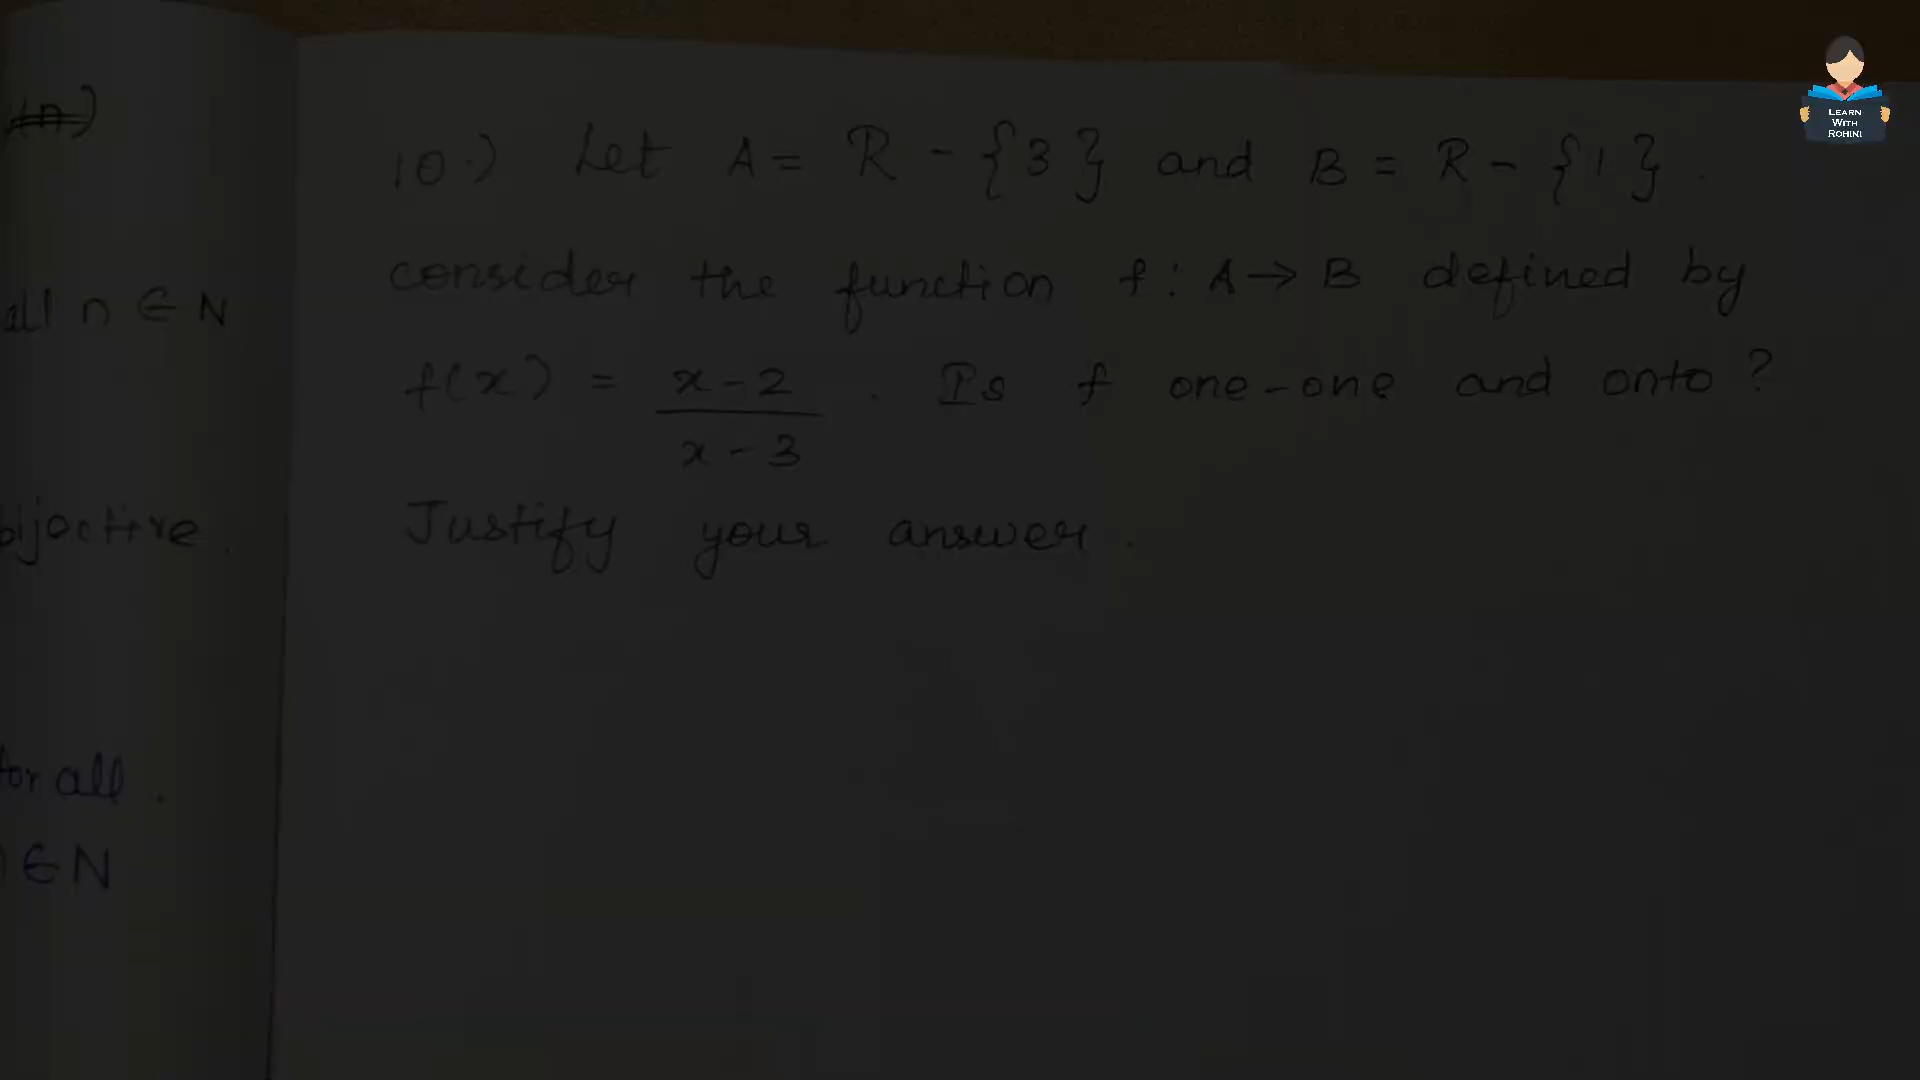 all n ∈ N
bijective.
for all.
∈ N
10.) Let A = R - {3} and B = R - {1}.
consider the function f: A → B defined by
f(x) = x-2 . Is f one-one and onto?
x-3
Justify your answer.
LEARN
WITH
ROHINI